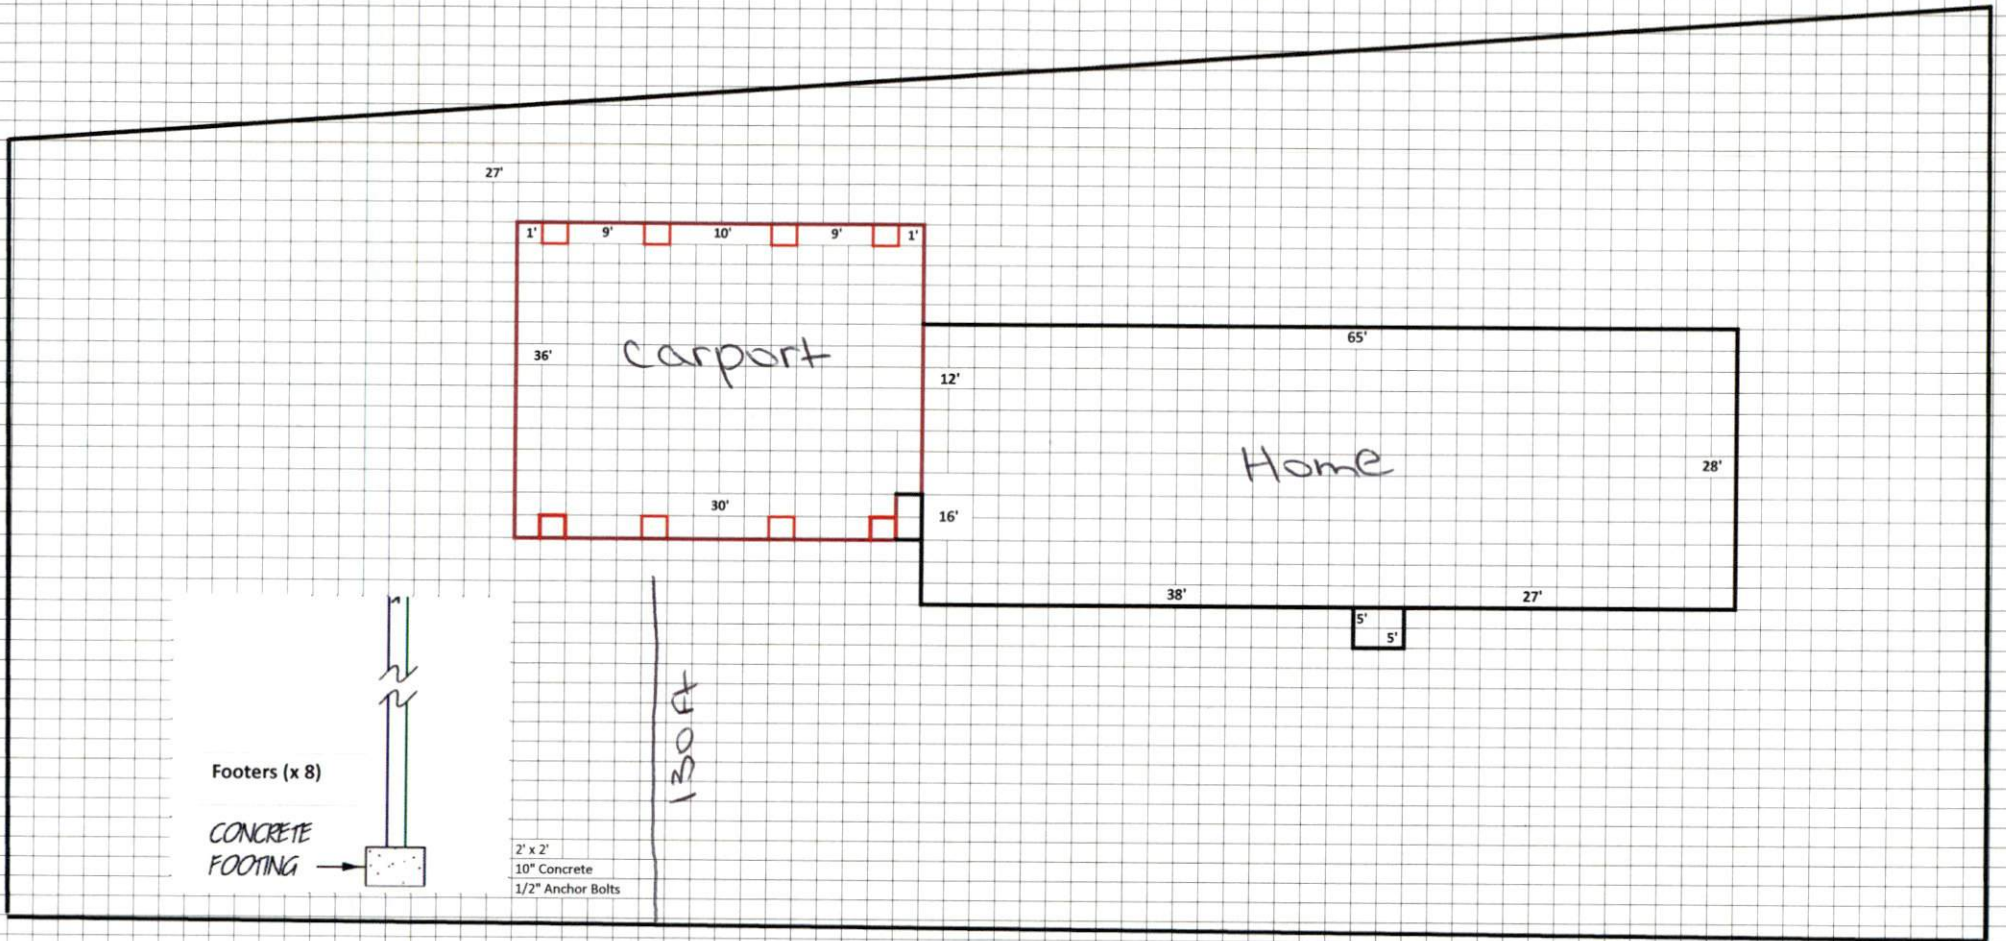 27'
1' 9' 10' 9' 1'
65'
36'
carport
12'
Home
28'
30'
16'
38'
27'
5'
5'
130 ft
Footers (x 8)
CONCRETE
FOOTING
2' x 2'
10" Concrete
1/2" Anchor Bolts